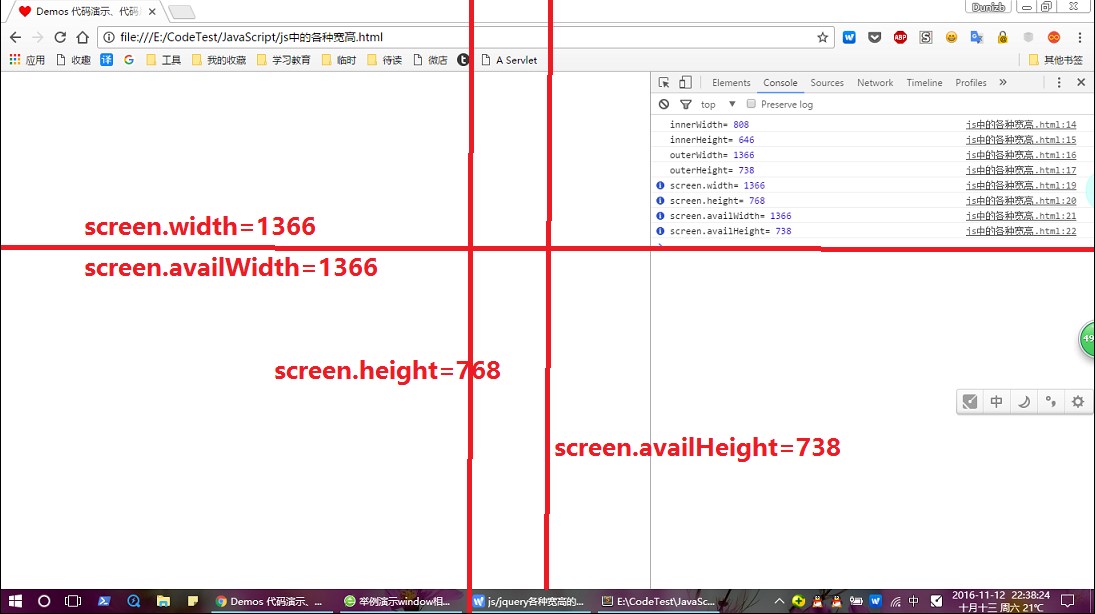 Demos 代码演示、代码
Dunizb
file:///E:/CodeTest/JavaScript/js中的各种宽高.html
应用 收趣 译 工具 我的收藏 学习教育 临时 待读 微店 A Servlet 其他书签
Elements Console Sources Network Timeline Profiles
top Preserve log
innerWidth= 808 js中的各种宽高.html:14
innerHeight= 646 js中的各种宽高.html:15
outerWidth= 1366 js中的各种宽高.html:16
outerHeight= 738 js中的各种宽高.html:17
screen.width= 1366 js中的各种宽高.html:19
screen.height= 768 js中的各种宽高.html:20
screen.availWidth= 1366 js中的各种宽高.html:21
screen.availHeight= 738 js中的各种宽高.html:22
screen.width=1366
screen.availWidth=1366
49
screen.height=768
中
screen.availHeight=738
Demos 代码演示、... 举例演示window相... js/jquery各种宽高的... E:\CodeTest\JavaSc... 中 2016-11-12 22:38:24
十月十三 周六 21℃